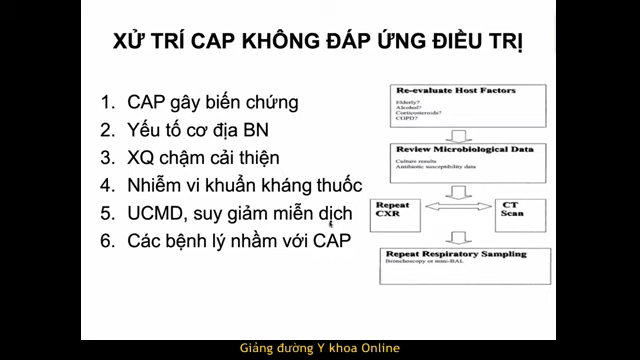 XỬ TRÍ CAP KHÔNG ĐÁP ỨNG ĐIỀU TRỊ
1. CAP gây biến chứng
2. Yếu tố cơ địa BN
3. XQ chậm cải thiện
4. Nhiễm vi khuẩn kháng thuốc
5. UCMD, suy giảm miễn dịch
6. Các bệnh lý nhầm với CAP
Re-evaluate Host Factors
Elderly?
Alcohol?
Corticosteroids?
COPD?
Review Microbiological Data
Culture results
Antibiotic susceptibility data
Repeat
CXR
CT
Scan
Repeat Respiratory Sampling
Bronchoscopy or mini-BAL
Giảng đường Y khoa Online